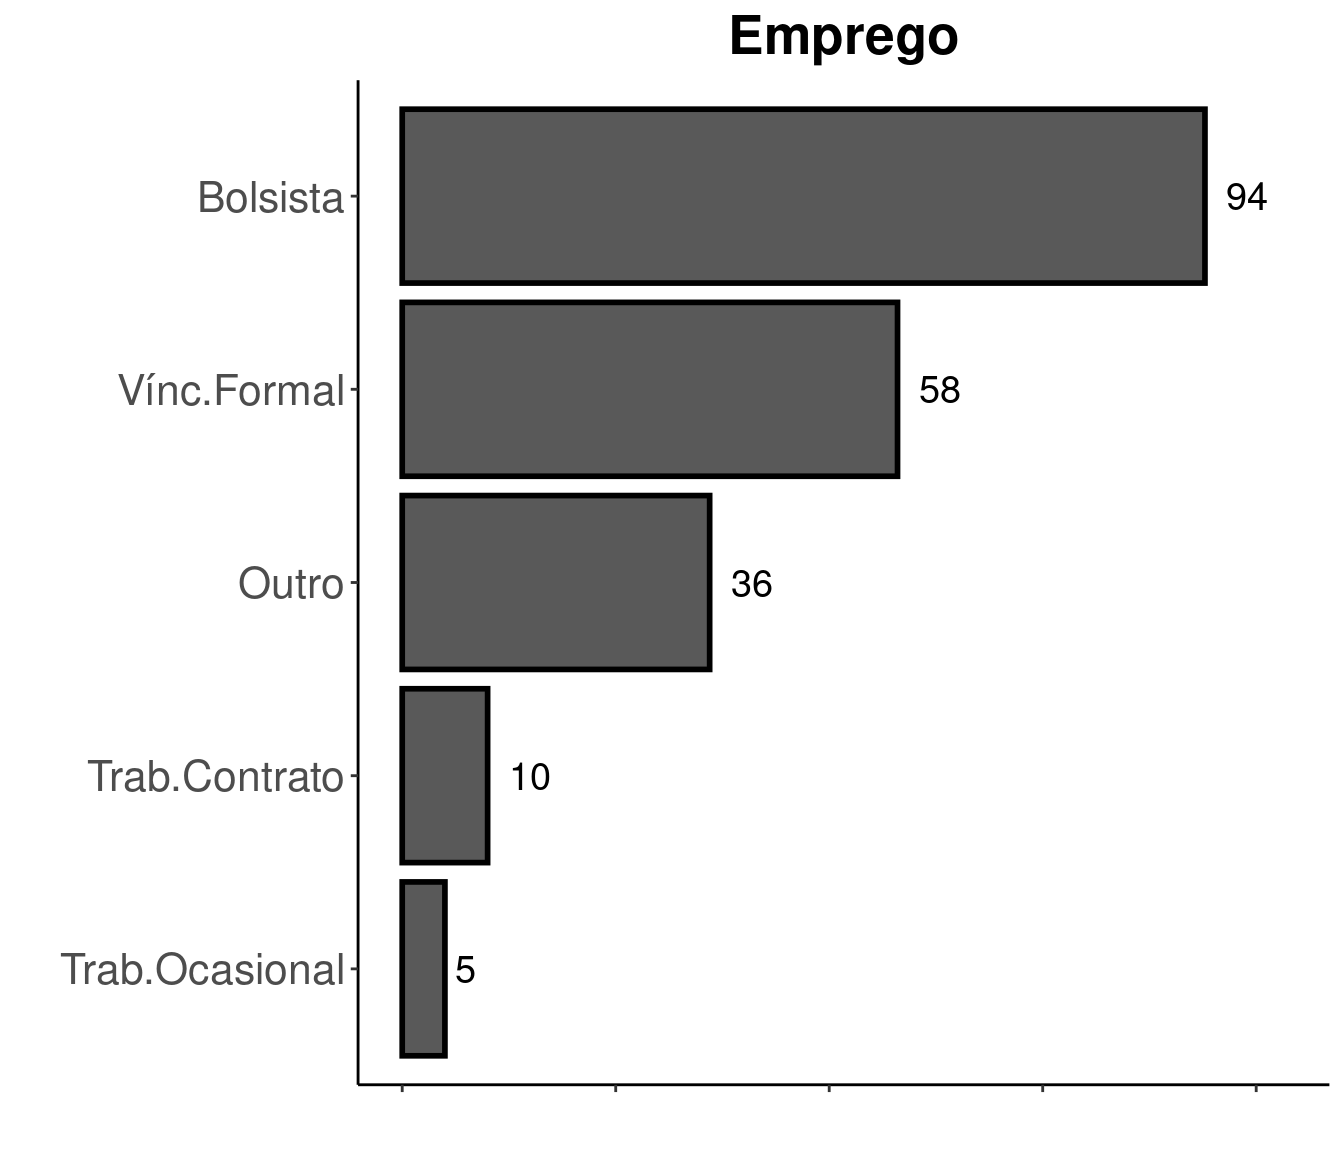 Emprego
Bolsista 94
Vínc.Formal 58
Outro 36
Trab.Contrato 10
Trab.Ocasional 5